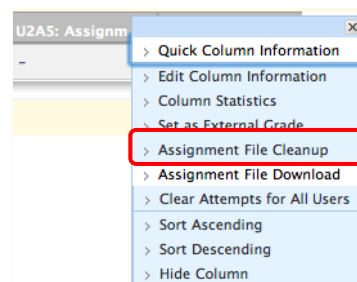 U2A5: Assignm
-
x
> Quick Column Information
> Edit Column Information
> Column Statistics
> Set as External Grade
> Assignment File Cleanup
> Assignment File Download
> Clear Attempts for All Users
> Sort Ascending
> Sort Descending
> Hide Column